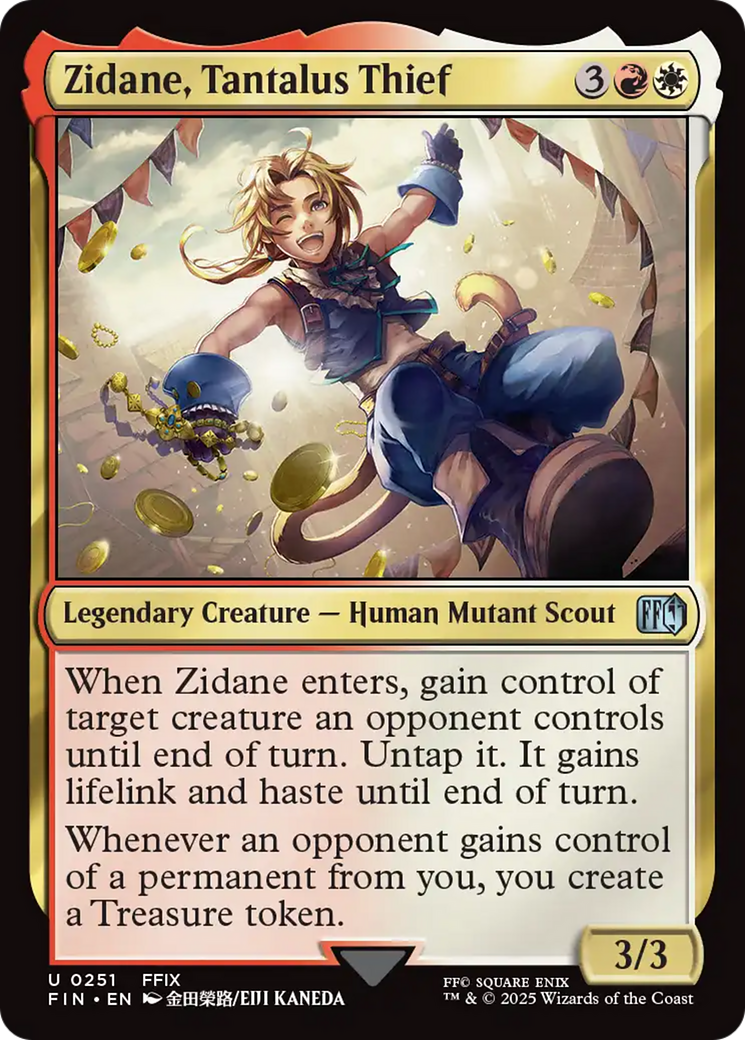 Zidane, Tantalus Thief 3
Legendary Creature — Human Mutant Scout FF
When Zidane enters, gain control of
target creature an opponent controls
until end of turn. Untap it. It gains
lifelink and haste until end of turn.
Whenever an opponent gains control
of a permanent from you, you create
a Treasure token.
3/3
U 0251 FFIX
FIN • EN 金田榮路/EIJI KANEDA
FF© SQUARE ENIX
™ & © 2025 Wizards of the Coast